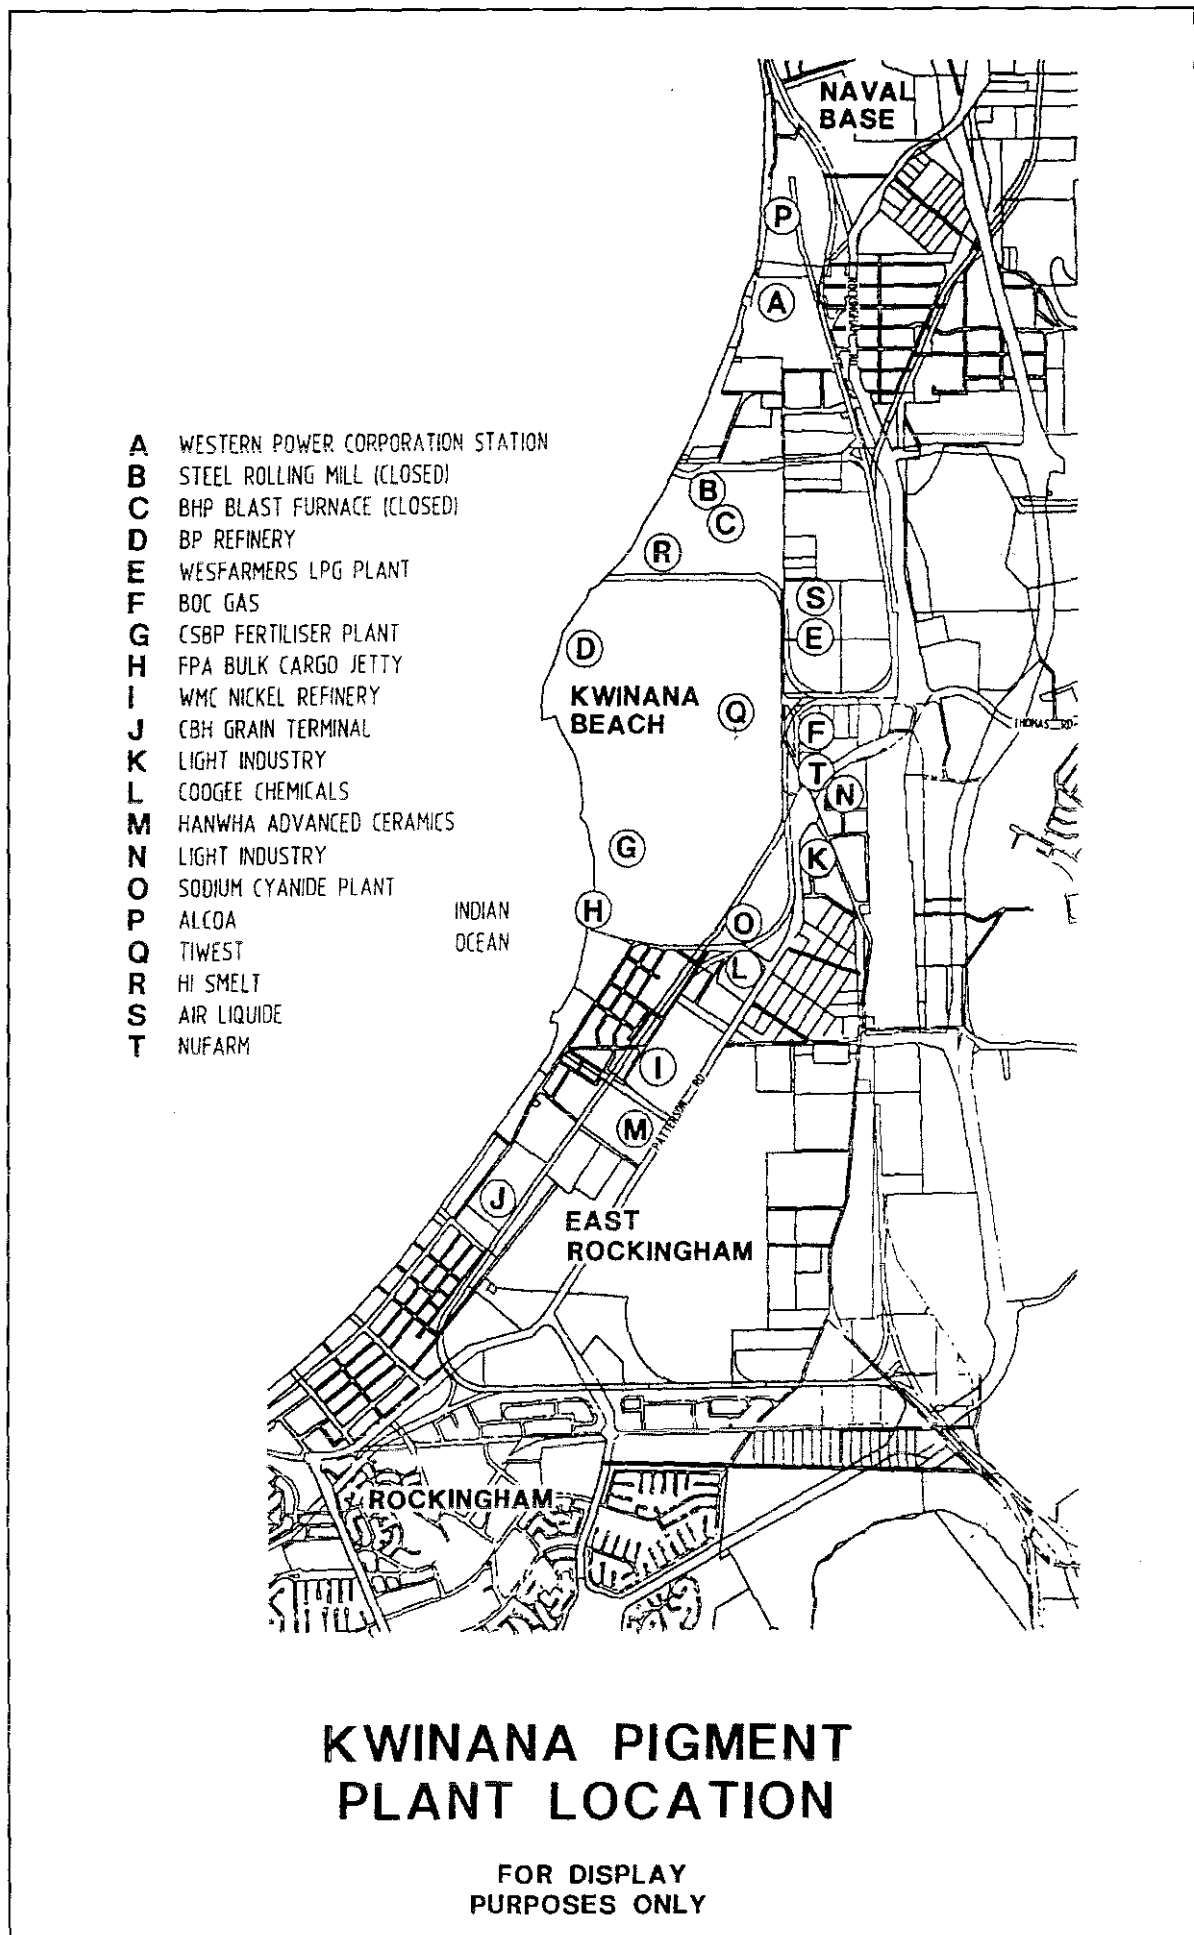 NAVAL
BASE
P
A
ROCKINGHAM RD
A WESTERN POWER CORPORATION STATION
B STEEL ROLLING MILL (CLOSED)
C BHP BLAST FURNACE (CLOSED)
D BP REFINERY
E WESFARMERS LPG PLANT
F BOC GAS
G CSBP FERTILISER PLANT
H FPA BULK CARGO JETTY
I WMC NICKEL REFINERY
J CBH GRAIN TERMINAL
K LIGHT INDUSTRY
L COOGEE CHEMICALS
M HANWHA ADVANCED CERAMICS
N LIGHT INDUSTRY
O SODIUM CYANIDE PLANT
P ALCOA
Q TIWEST
R HI SMELT
S AIR LIQUIDE
T NUFARM
INDIAN
OCEAN
B
C
R
S
E
D
KWINANA
BEACH
Q
F
THOMAS RD
T
N
G
K
H
O
L
I
M
PATTERSON RD
J
EAST
ROCKINGHAM
ROCKINGHAM
KWINANA PIGMENT
PLANT LOCATION
FOR DISPLAY
PURPOSES ONLY